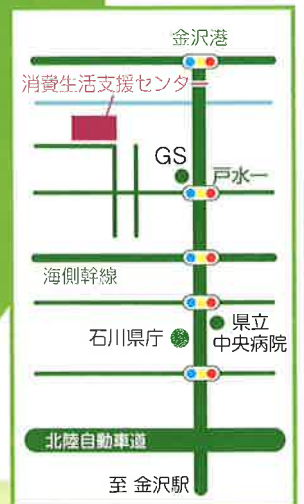 金沢港
消費生活支援センター
GS
戸水一
海側幹線
石川県庁
県立
中央病院
北陸自動車道
至 金沢駅